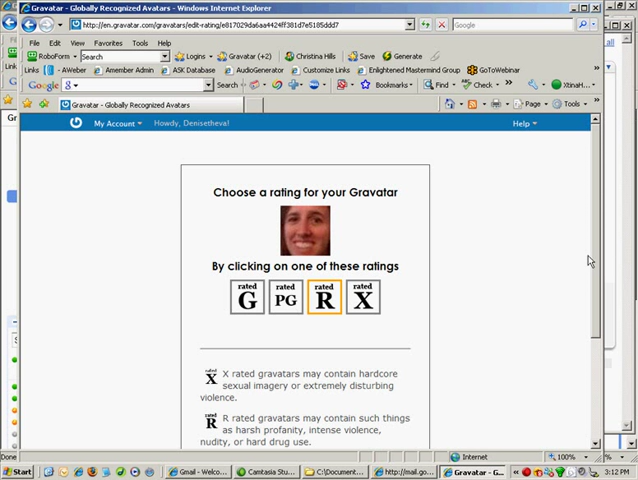 Gravatar - Globally Recognized Avatars - Windows Internet Explorer
http://en.gravatar.com/gravatars/edit-rating/e817029da6aa4424ff381d7e5185ddd7
Google
File Edit View Favorites Tools Help
RoboForm Search Logins Gravatar (+2) Christina Hills Save Generate
Links AWeber Amember Admin ASK Database AudioGenerator Customize Links Enlightened Mastermind Group GoToWebinar
Google Search Bookmarks Find Check XtinaH...
Gravatar - Globally Recognized Avatars Page Tools
My Account Howdy, Denisetheva! Help
Choose a rating for your Gravatar
By clicking on one of these ratings
rated rated rated rated
G PG R X
rated
X X rated gravatars may contain hardcore
sexual imagery or extremely disturbing
violence.
rated
R R rated gravatars may contain such things
as harsh profanity, intense violence,
nudity, or hard drug use.
Done Internet 100%
Start Gmail - Welco... Camtasia Stu... C:\Document... http://mail.go... Gravatar - G... 3:12 PM